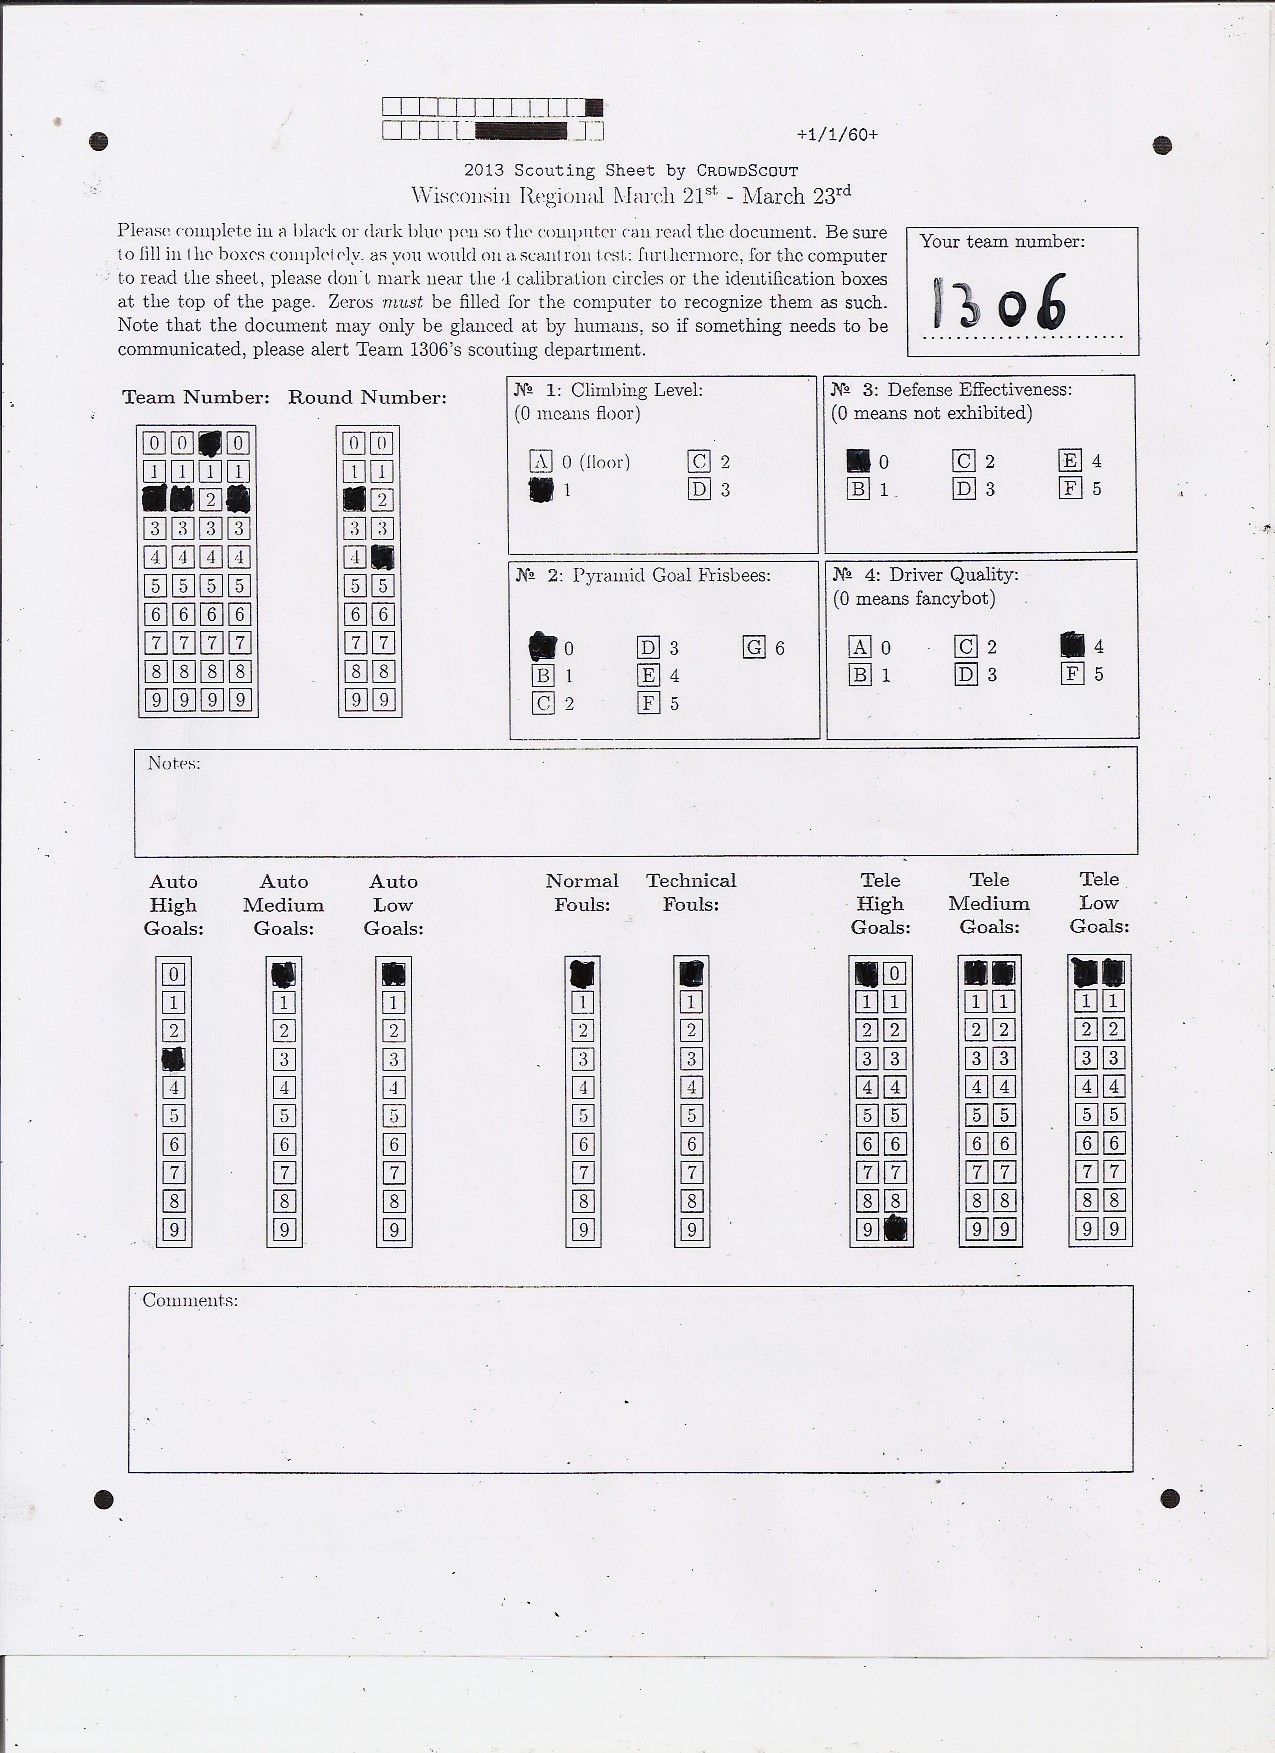 +1/1/60+
2013 Scouting Sheet by CROWDSCOUT
Wisconsin Regional March 21st - March 23rd
Please complete in a black or dark blue pen so the computer can read the document. Be sure
to fill in the boxes completely, as you would on a scantron test; furthermore, for the computer
to read the sheet, please don't mark near the 4 calibration circles or the identification boxes
at the top of the page. Zeros must be filled for the computer to recognize them as such.
Note that the document may only be glanced at by humans, so if something needs to be
communicated, please alert Team 1306's scouting department.
Your team number:
1306
Team Number: Round Number:
0 0 0 0 0
1 1 1 1 1 1
2 2
3 3 3 3 3 3
4 4 4 4 4
5 5 5 5 5 5
6 6 6 6 6 6
7 7 7 7 7 7
8 8 8 8 8 8
9 9 9 9 9 9
№ 1: Climbing Level:
(0 means floor)
A 0 (floor) C 2
1 D 3
№ 3: Defense Effectiveness:
(0 means not exhibited)
0 C 2 E 4
B 1 D 3 F 5
№ 2: Pyramid Goal Frisbees:
0 D 3 G 6
B 1 E 4
C 2 F 5
№ 4: Driver Quality:
(0 means fancybot)
A 0 C 2 4
B 1 D 3 F 5
Notes:
Auto Auto Auto Normal Technical Tele Tele Tele
High Medium Low Fouls: Fouls: High Medium Low
Goals: Goals: Goals: Goals: Goals: Goals:
0 0
1 1 1 1 1 1 1 1 1 1 1
2 2 2 2 2 2 2 2 2 2 2
3 3 3 3 3 3 3 3 3 3
4 4 4 4 4 4 4 4 4 4 4
5 5 5 5 5 5 5 5 5 5 5
6 6 6 6 6 6 6 6 6 6 6
7 7 7 7 7 7 7 7 7 7 7
8 8 8 8 8 8 8 8 8 8 8
9 9 9 9 9 9 9 9 9 9
Comments: